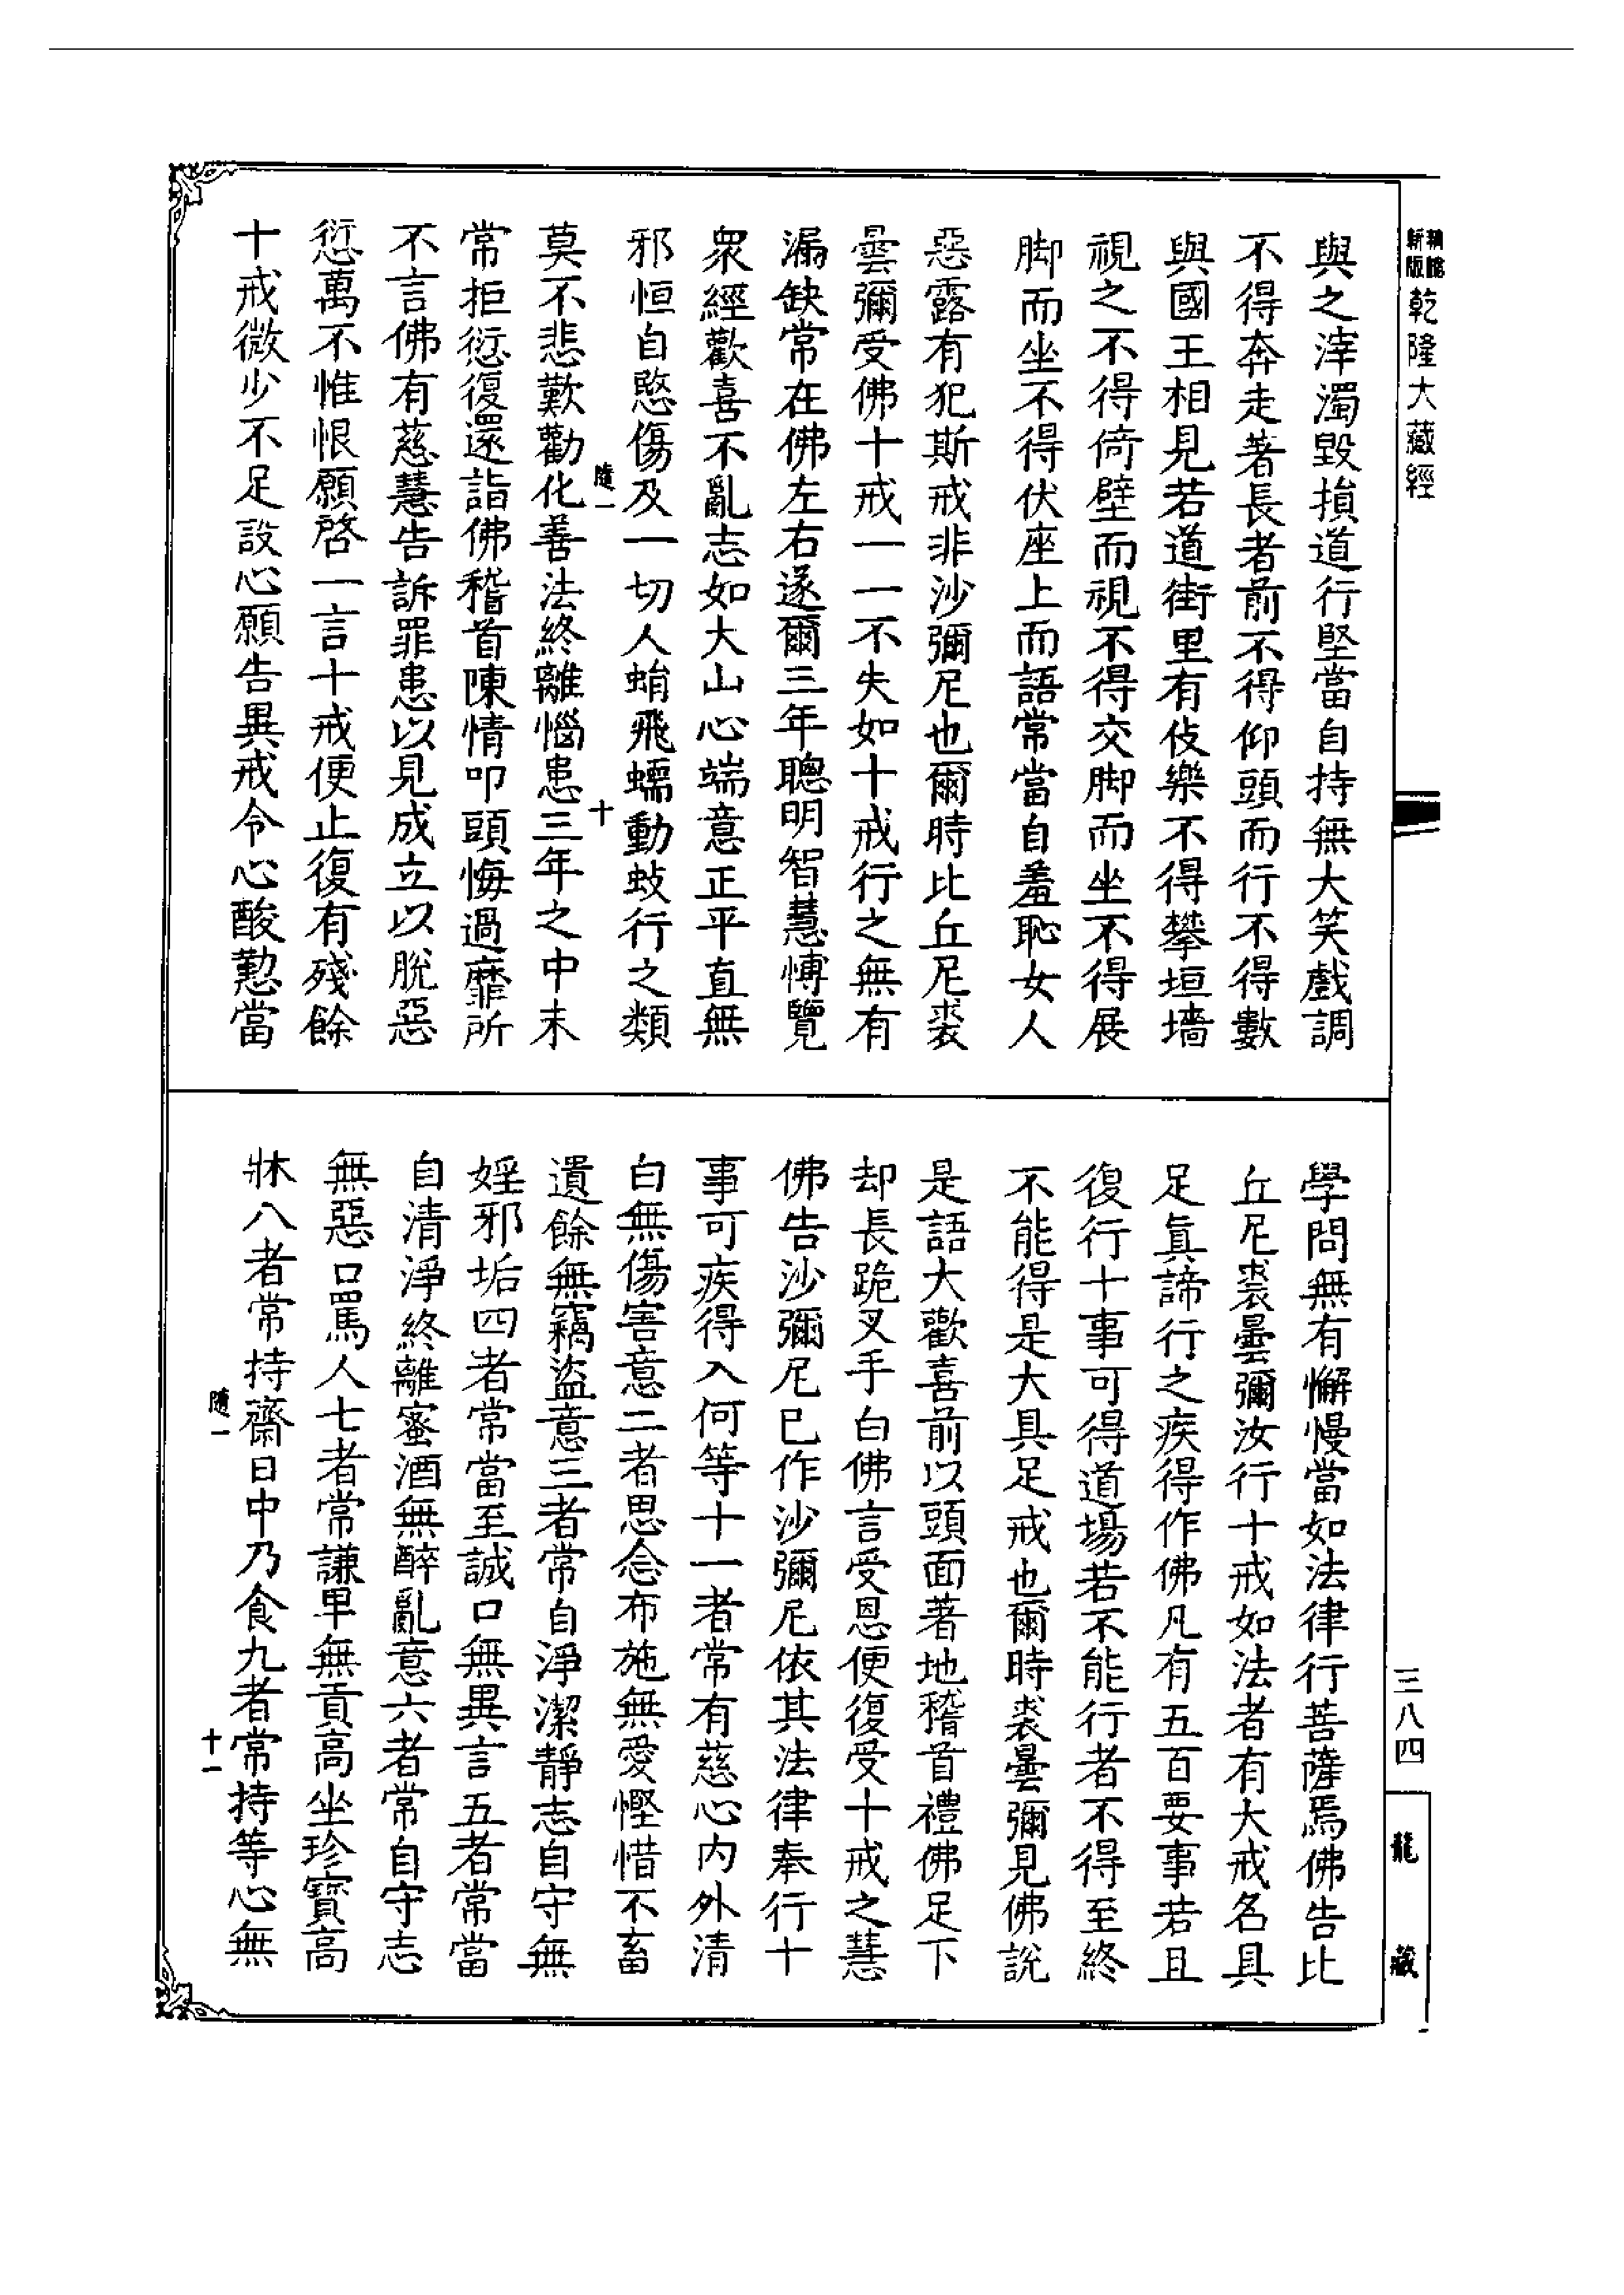 乾隆大藏經
與之滓濁毀損道行堅當自持無大笑戲調
不得奔走著長者前不得仰頭而行不得數
與國王相見若道街里有伎樂不得攀垣墻
視之不得倚壁而視不得交脚而坐不得展
脚而坐不得伏座上而語常當自羞恥女人
惡露有犯斯戒非沙彌尼也爾時比丘尼裘
曇彌受佛十戒一一不失如十戒行之無有
漏缺常在佛左右遂爾三年聰明智慧博覽
衆經歡喜不亂志如大山心端意正平直無
邪恒自愍傷及一切人蜎飛蠕動蚑行之類
隨一
十
莫不悲歎勸化善法終離惱患三年之中末
常拒愆復還詣佛稽首陳情叩頭悔過靡所
不言佛有慈慧告訴罪患以見成立以脫惡
愆萬不惟恨願啓一言十戒便止復有殘餘
十戒微少不足設心願告異戒令心酸懃當
學問無有懈慢當如法律行菩薩焉佛告比
丘尼裘曇彌汝行十戒如法者有大戒名具
足眞諦行之疾得作佛凡有五百要事若且
復行十事可得道場若不能行者不得至終
不能得是大具足戒也爾時裘曇彌見佛說
是語大歡喜前以頭面著地稽首禮佛足下
却長跪叉手白佛言受恩便復受十戒之慧
佛告沙彌尼已作沙彌尼依其法律奉行十
事可疾得入何等十一者常有慈心內外清
白無傷害意二者思念布施無愛慳惜不畜
遺餘無竊盜意三者常自淨潔靜志自守無
婬邪垢四者常當至誠口無異言五者常當
自清淨終離蜜酒無醉亂意六者常自守志
無惡口罵人七者常謙卑無貢高坐珍寶高
牀八者常持齋日中乃食九者常持等心無
隨一
十一
三八四
龍藏